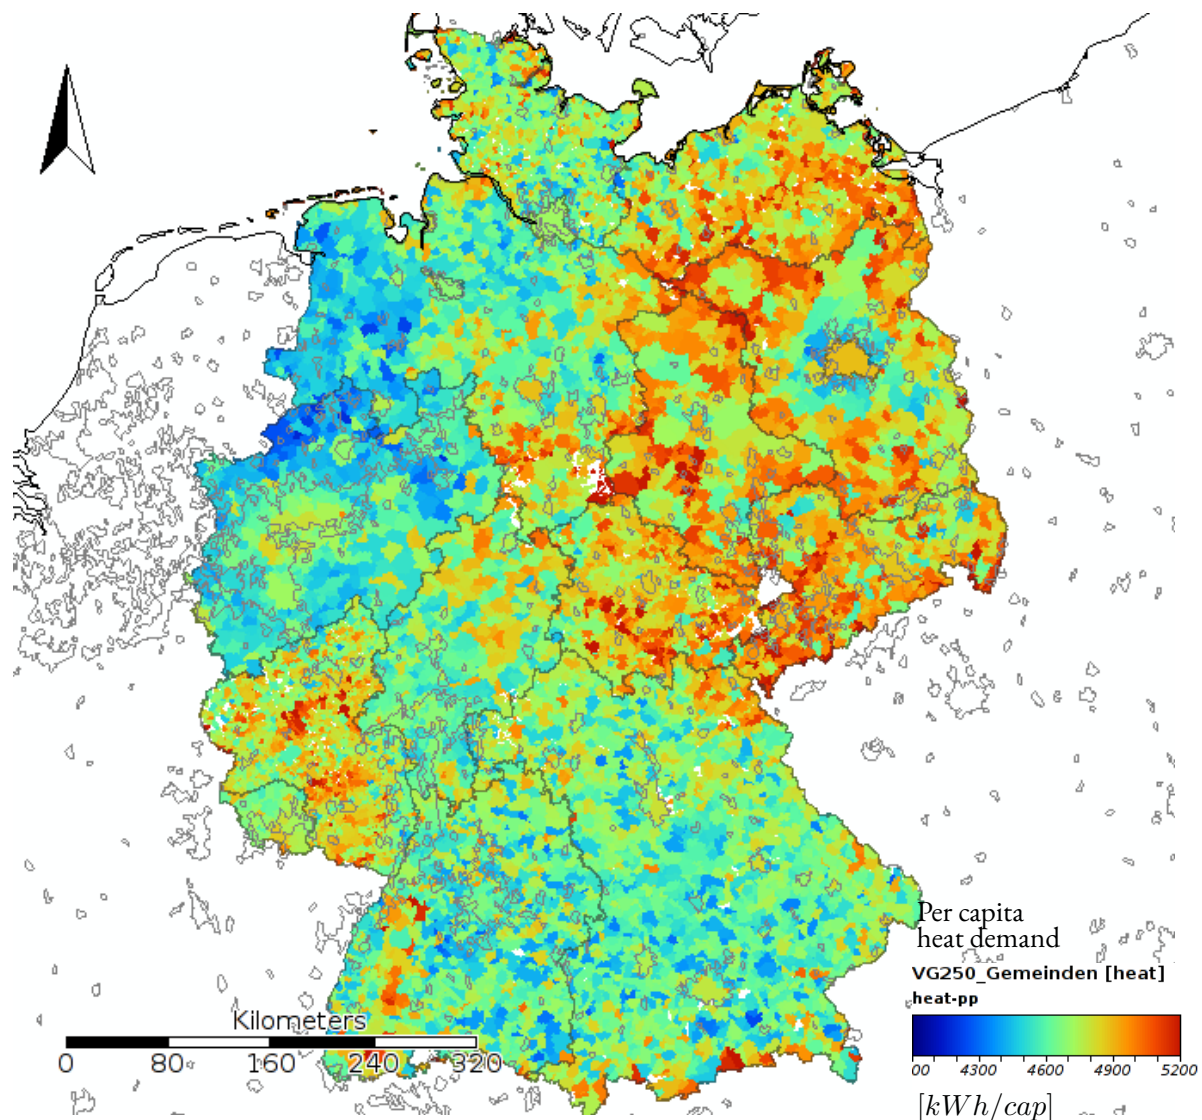 Per capita
heat demand
VG250_Gemeinden [heat]
heat-pp
Kilometers
0 80 160 240 320
00 4300 4600 4900 5200
[kWh/cap]